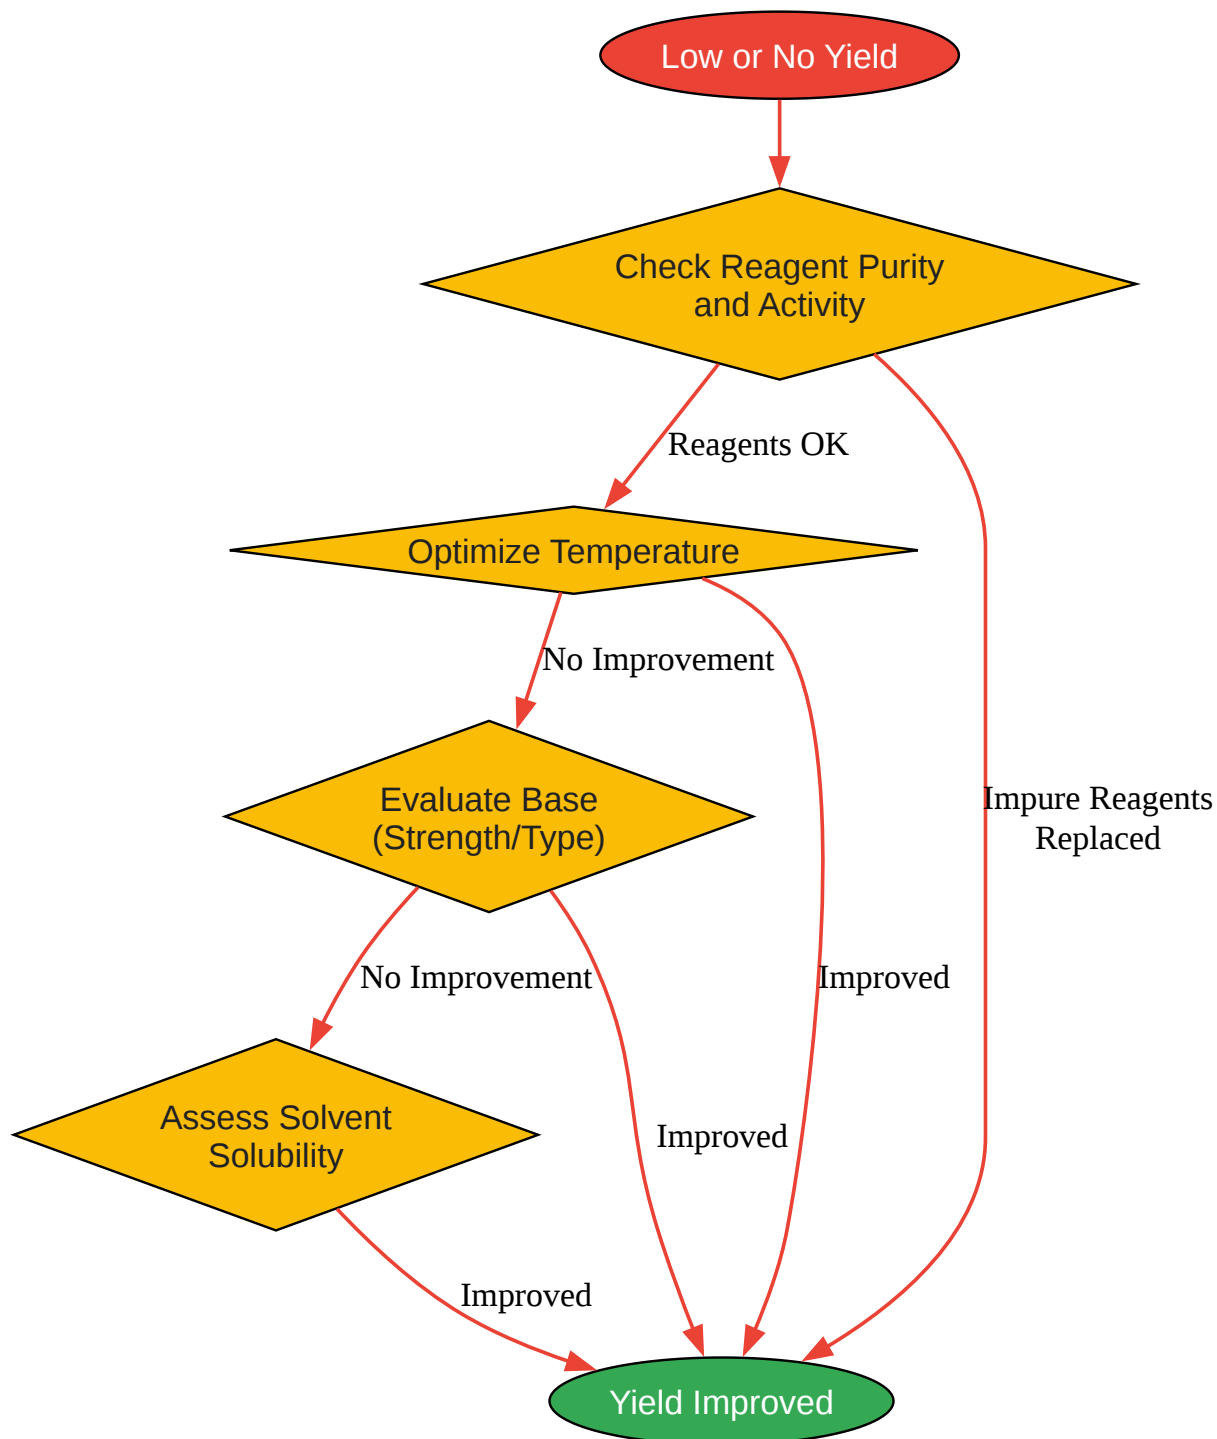 Low or No Yield
Check Reagent Purity
and Activity
Reagents OK
Optimize Temperature
No Improvement
Evaluate Base
(Strength/Type)
Impure Reagents
Replaced
No Improvement
Improved
Assess Solvent
Solubility
Improved
Improved
Yield Improved